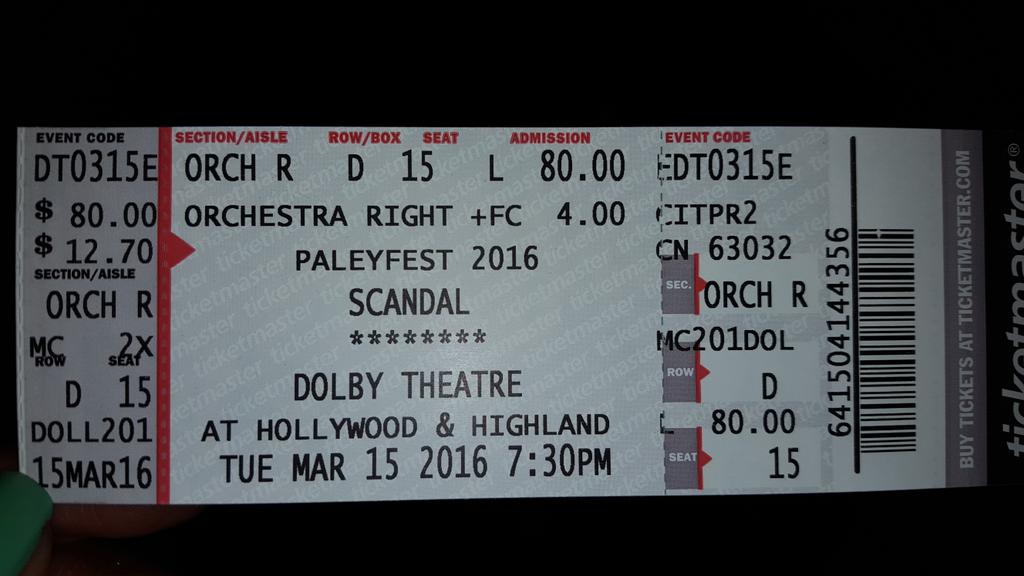 EVENT CODE
DT0315E
$ 80.00
$ 12.70
SECTION/AISLE
ORCH R
MC 2X
ROW SEAT
D 15
DOLL201
15MAR16
SECTION/AISLE ROW/BOX SEAT ADMISSION
ORCH R D 15 L 80.00
ORCHESTRA RIGHT +FC 4.00
PALEYFEST 2016
SCANDAL
********
DOLBY THEATRE
AT HOLLYWOOD & HIGHLAND
TUE MAR 15 2016 7:30PM
EVENT CODE
EDT0315E
CITPR2
CN 63032
SEC. ORCH R
MC201DOL
ROW D
L 80.00
SEAT 15
641504144356
BUY TICKETS AT TICKETMASTER.COM
ticketmaster®